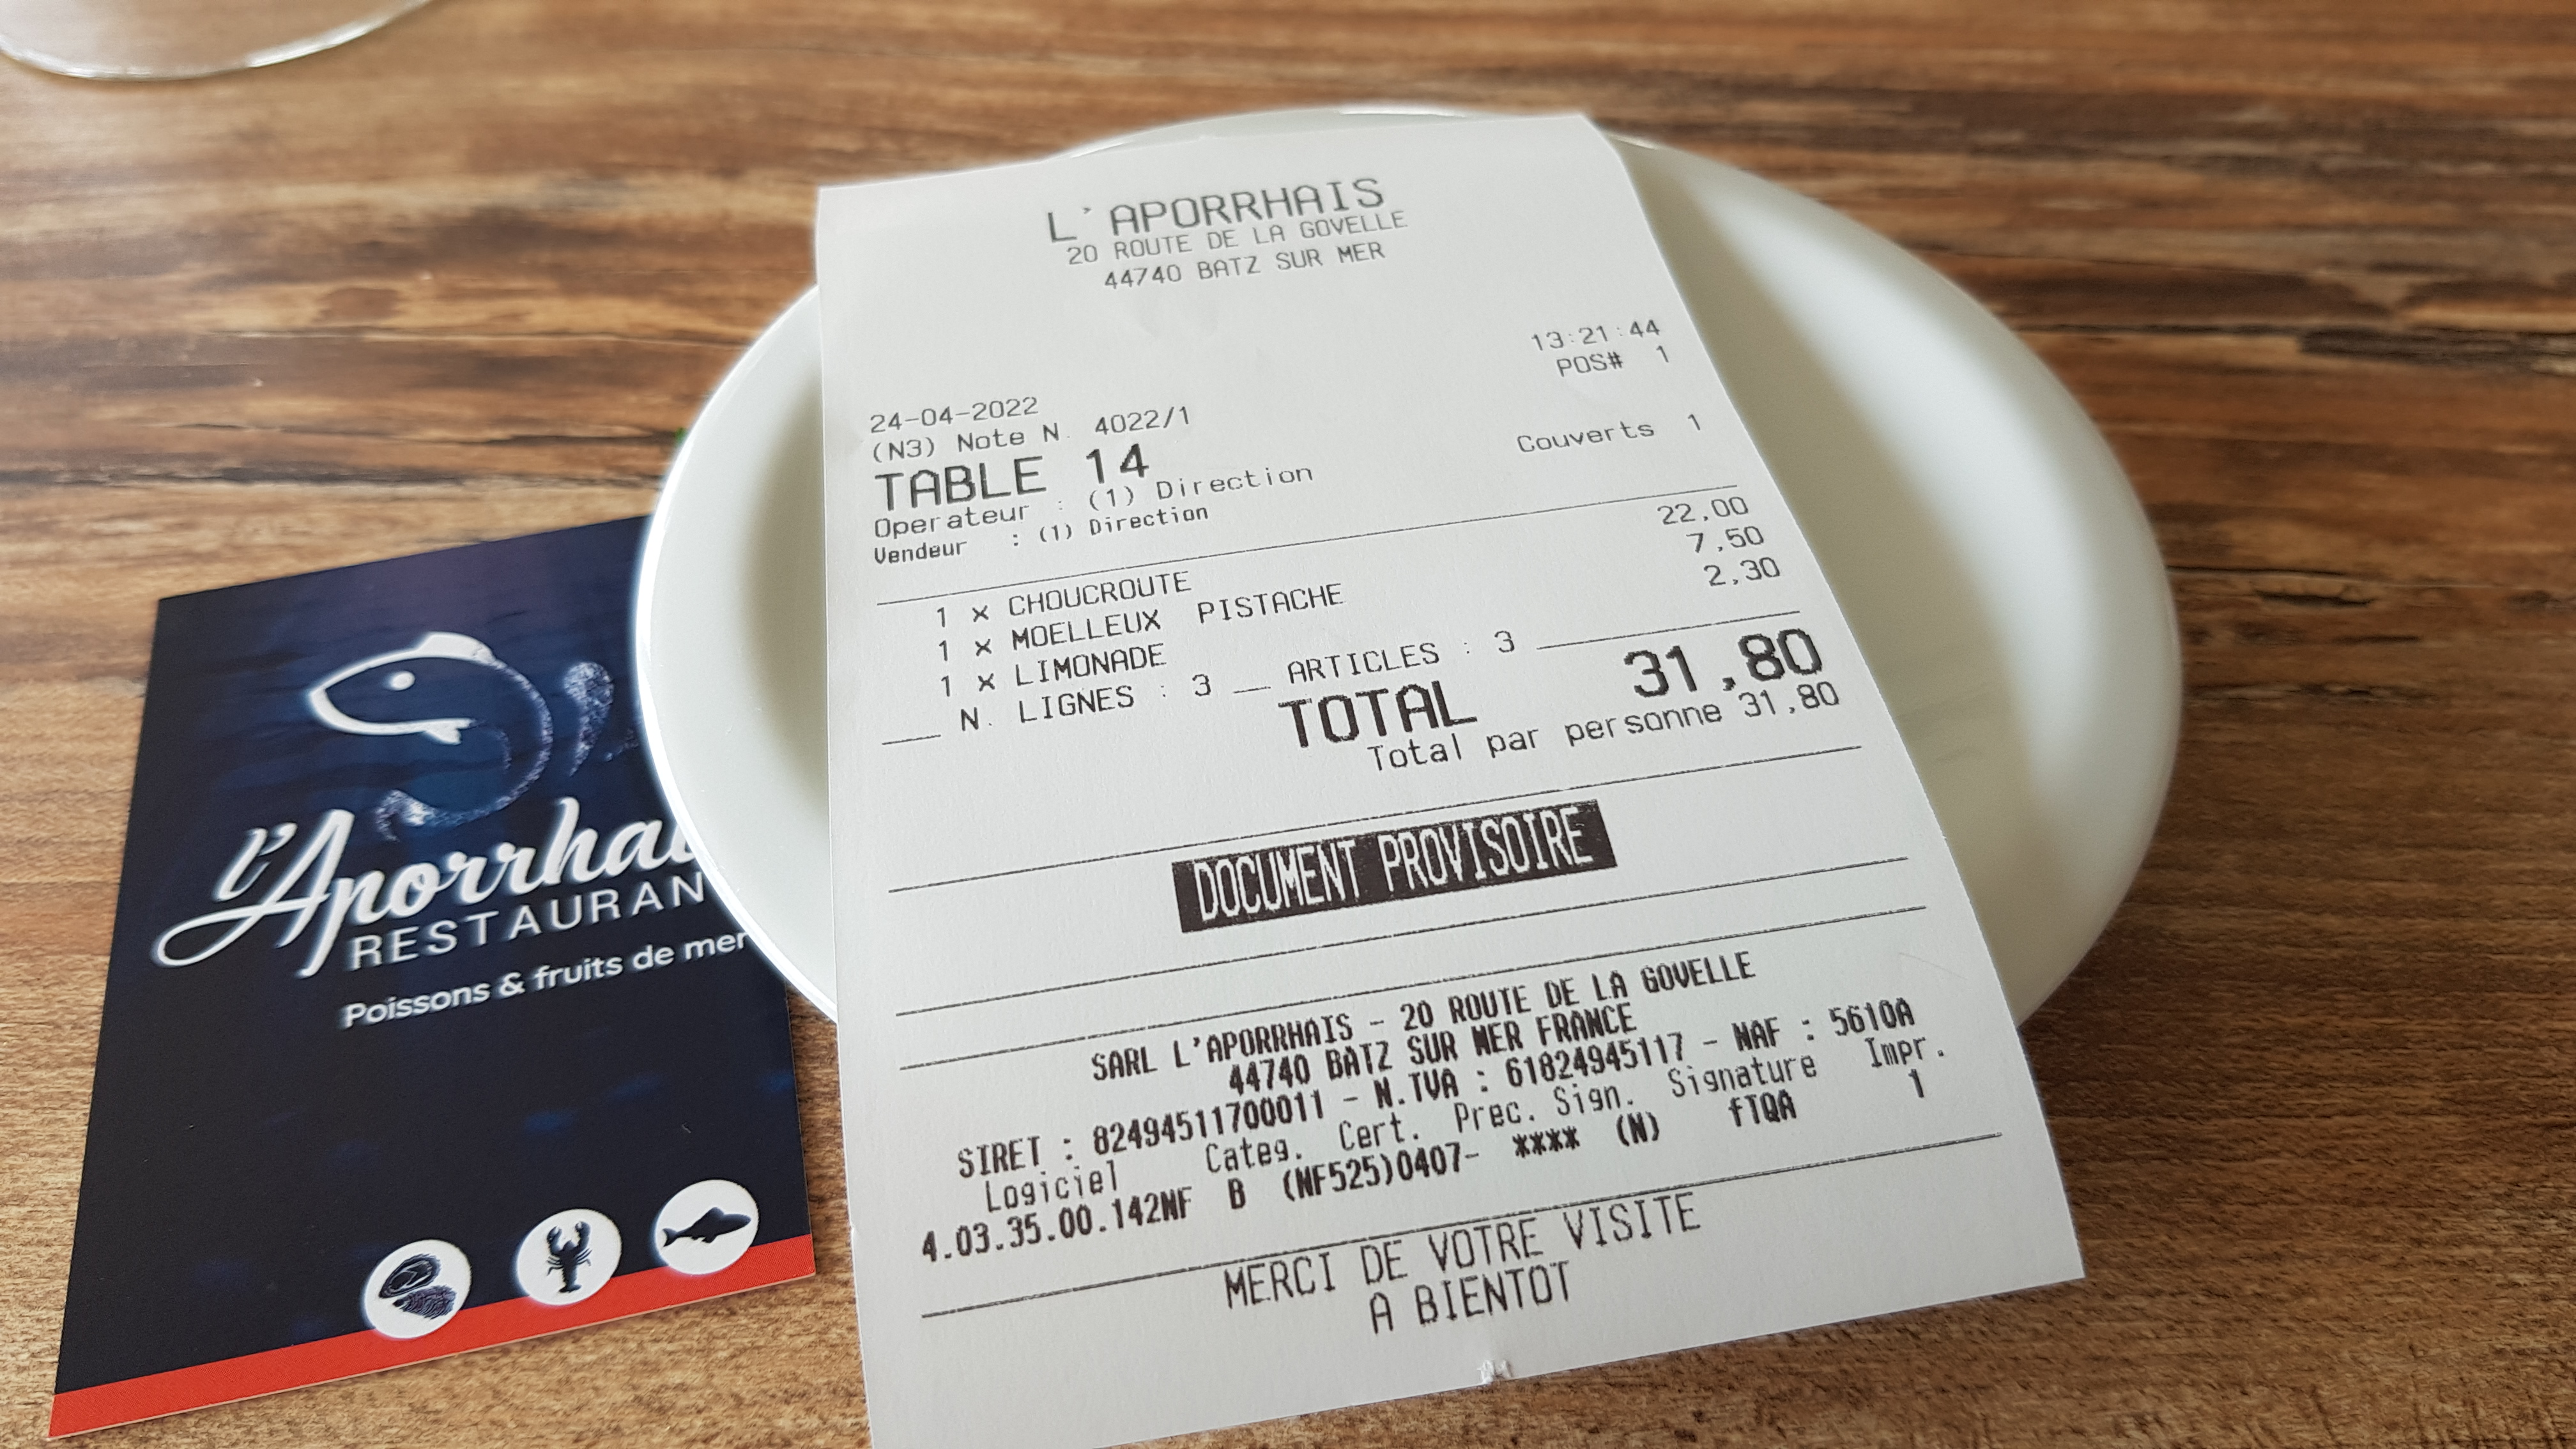 L'APORRHAIS
20 ROUTE DE LA GOVELLE
44740 BATZ SUR MER
13:21:44
24-04-2022 POS# 1
(N3) Note N. 4022/1
TABLE 14 Couverts 1
Operateur : (1) Direction
Vendeur : (1) Direction
1 x CHOUCROUTE 22,00
1 x MOELLEUX PISTACHE 7,50
1 x LIMONADE 2,30
N. LIGNES : 3 ARTICLES : 3
TOTAL 31,80
Total par personne 31,80
DOCUMENT PROVISOIRE
SARL L'APORRHAIS - 20 ROUTE DE LA GOVELLE
44740 BATZ SUR MER FRANCE
SIRET : 82494511700011 - N.TVA : 61824945117 - NAF : 5610A
Logiciel Categ. Cert. Prec. Sign. Signature Impr.
4.03.35.00.142NF B (NF525)0407- **** (N) fTQA 1
MERCI DE VOTRE VISITE
A BIENTOT
l'Aporrhai
RESTAURAN
Poissons & fruits de mer